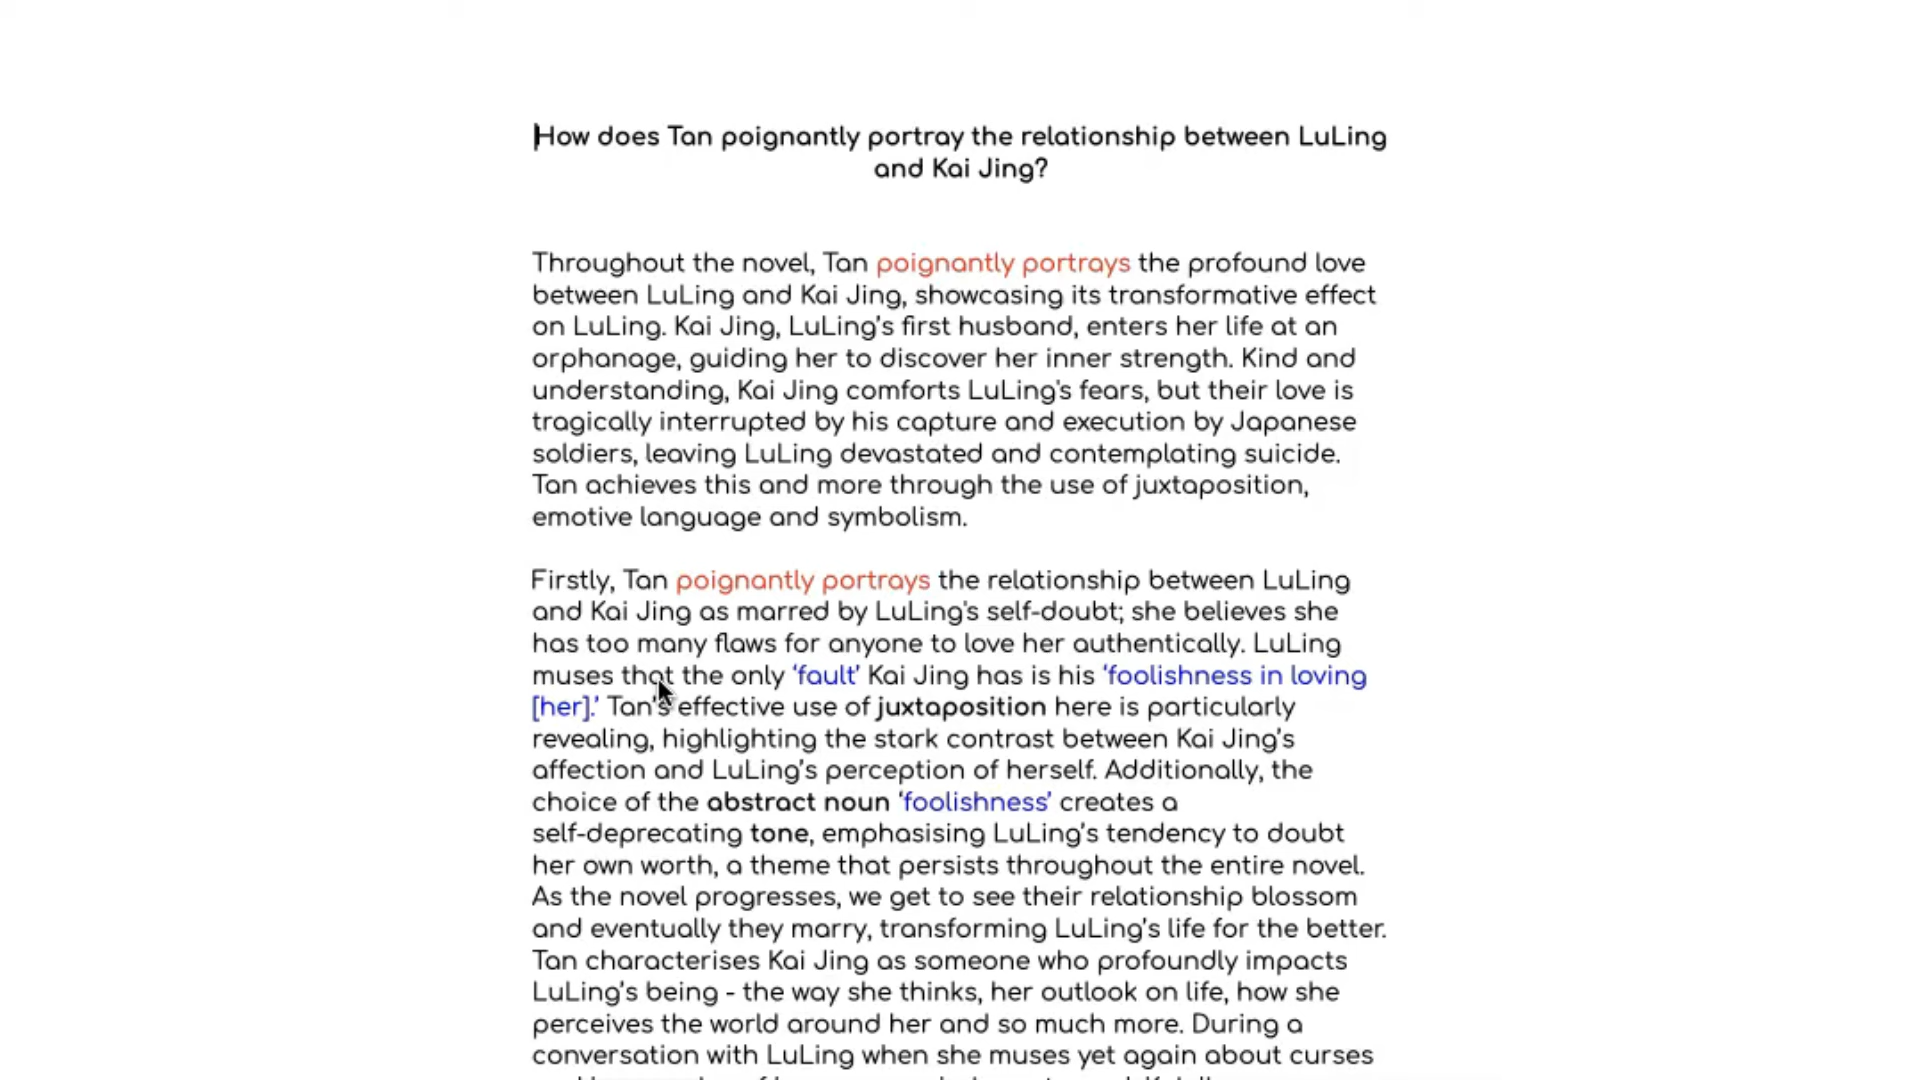 How does Tan poignantly portray the relationship between LuLing
and Kai Jing?
Throughout the novel, Tan poignantly portrays the profound love
between LuLing and Kai Jing, showcasing its transformative effect
on LuLing. Kai Jing, LuLing's first husband, enters her life at an
orphanage, guiding her to discover her inner strength. Kind and
understanding, Kai Jing comforts LuLing's fears, but their love is
tragically interrupted by his capture and execution by Japanese
soldiers, leaving LuLing devastated and contemplating suicide.
Tan achieves this and more through the use of juxtaposition,
emotive language and symbolism.
Firstly, Tan poignantly portrays the relationship between LuLing
and Kai Jing as marred by LuLing's self-doubt; she believes she
has too many flaws for anyone to love her authentically. LuLing
muses that the only ‘fault’ Kai Jing has is his ‘foolishness in loving
[her].’ Tan's effective use of juxtaposition here is particularly
revealing, highlighting the stark contrast between Kai Jing's
affection and LuLing's perception of herself. Additionally, the
choice of the abstract noun ‘foolishness’ creates a
self-deprecating tone, emphasising LuLing's tendency to doubt
her own worth, a theme that persists throughout the entire novel.
As the novel progresses, we get to see their relationship blossom
and eventually they marry, transforming LuLing's life for the better.
Tan characterises Kai Jing as someone who profoundly impacts
LuLing's being - the way she thinks, her outlook on life, how she
perceives the world around her and so much more. During a
conversation with LuLing when she muses yet again about curses